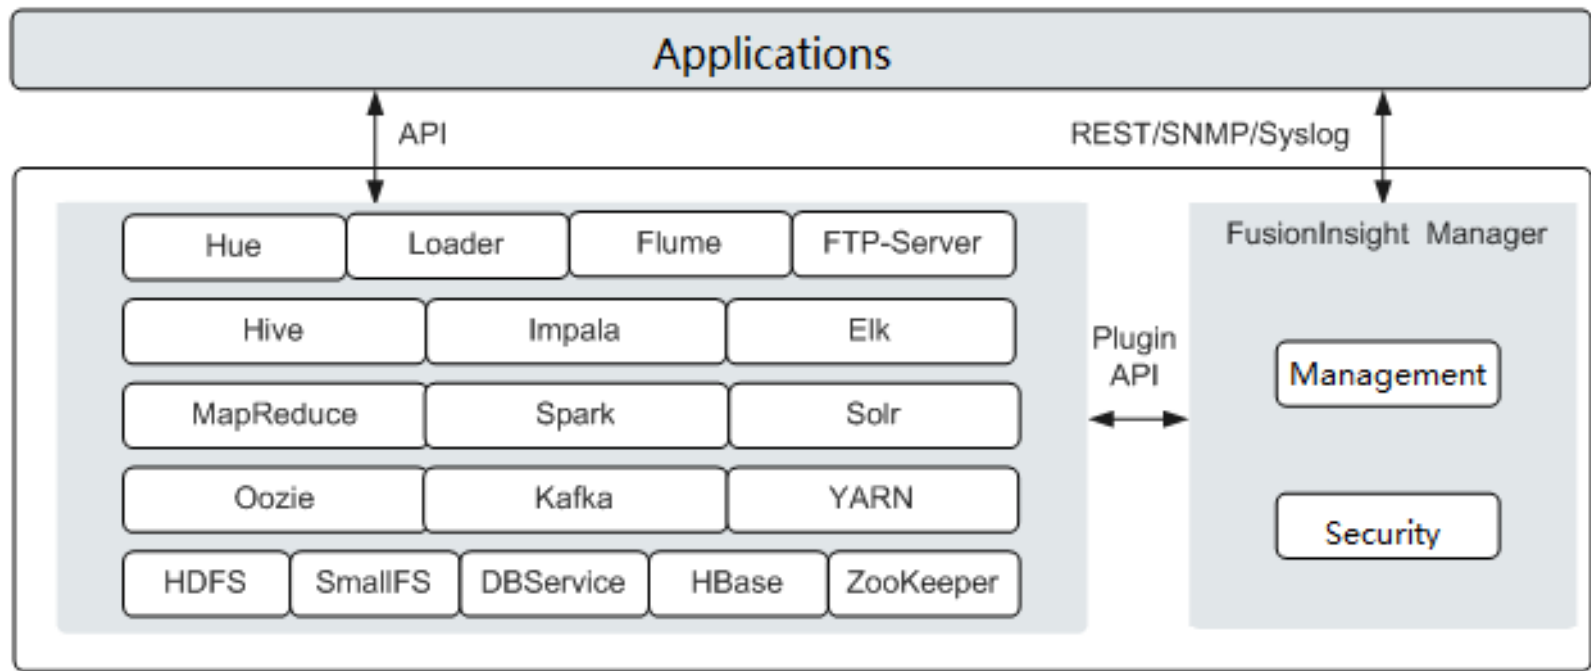 Applications
API
REST/SNMP/Syslog
Hue
Loader
Flume
FTP-Server
Hive
Impala
Elk
MapReduce
Spark
Solr
Oozie
Kafka
YARN
HDFS
SmallFS
DBService
HBase
ZooKeeper
Plugin
API
FusionInsight Manager
Management
Security